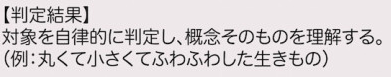 【判定結果】
対象を自律的に判定し、概念そのものを理解する。
（例：丸くて小さくてふわふわした生きもの）